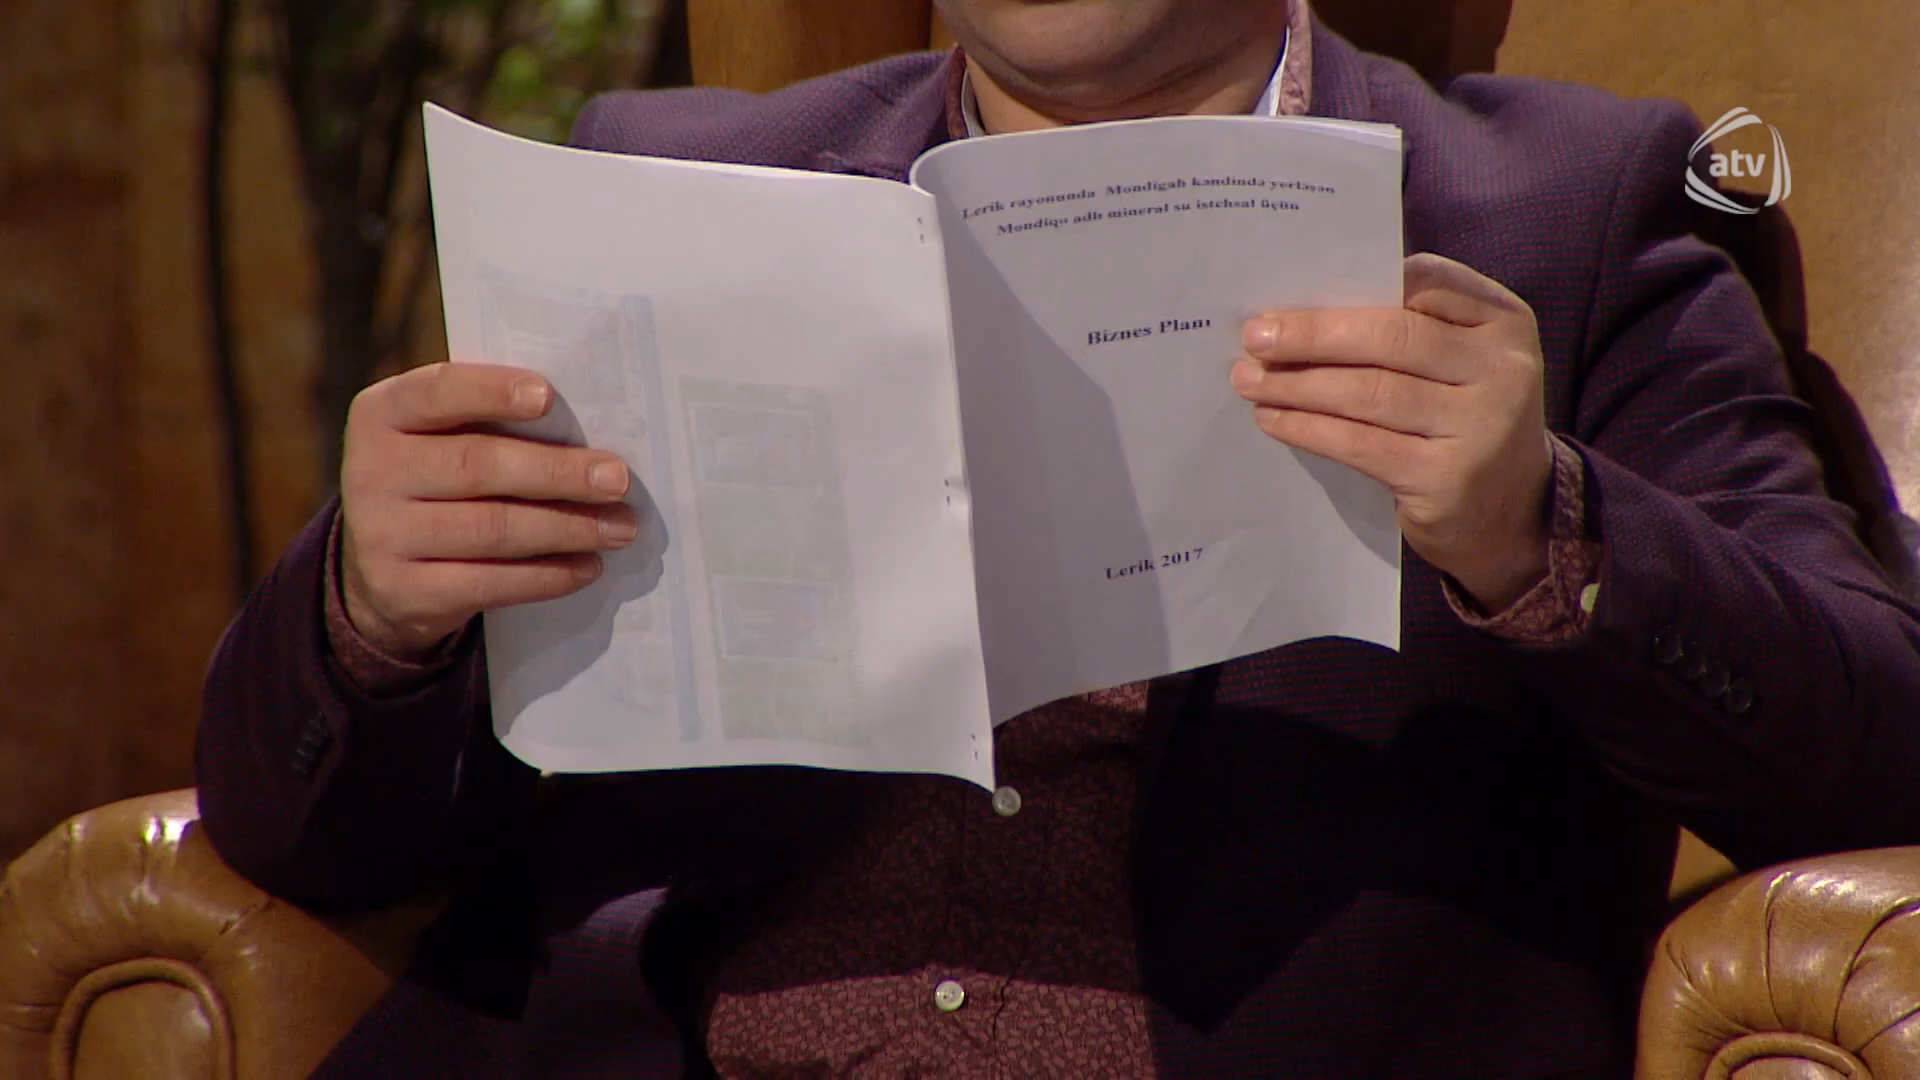 Lerik rayonunda Mondigah kəndində yerləşən
Mondiqo adlı mineral su istehsal üçün
Biznes Planı
Lerik 2017
atv